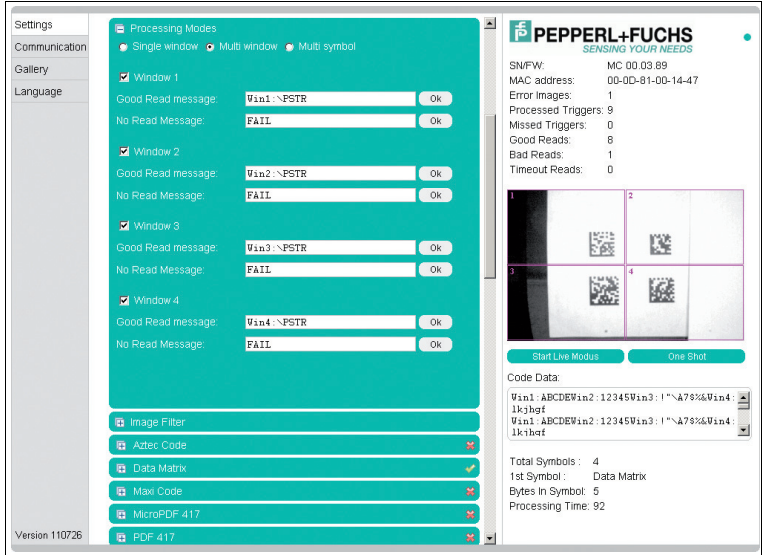 Settings
Communication
Gallery
Language
Version 110726
Processing Modes
Single window Multi window Multi symbol
Window 1
Good Read message: Win1:\PSTR Ok
No Read Message: FAIL Ok
Window 2
Good Read message: Win2:\PSTR Ok
No Read Message: FAIL Ok
Window 3
Good Read message: Win3:\PSTR Ok
No Read Message: FAIL Ok
Window 4
Good Read message: Win4:\PSTR Ok
No Read Message: FAIL Ok
Image Filter
Aztec Code
Data Matrix
Maxi Code
MicroPDF 417
PDF 417
PEPPERL+FUCHS
SENSING YOUR NEEDS
SN/FW: MC 00.03.89
MAC address: 00-0D-81-00-14-47
Error Images: 1
Processed Triggers: 9
Missed Triggers: 0
Good Reads: 8
Bad Reads: 1
Timeout Reads: 0
1 2
3 4
Start Live Modus One Shot
Code Data:
Win1:ABCDEWin2:12345Win3:!"\A7$%&Win4:
lkjhgf
Win1:ABCDEWin2:12345Win3:!"\A7$%&Win4:
lkjhgf
Total Symbols : 4
1st Symbol : Data Matrix
Bytes In Symbol: 5
Processing Time: 92